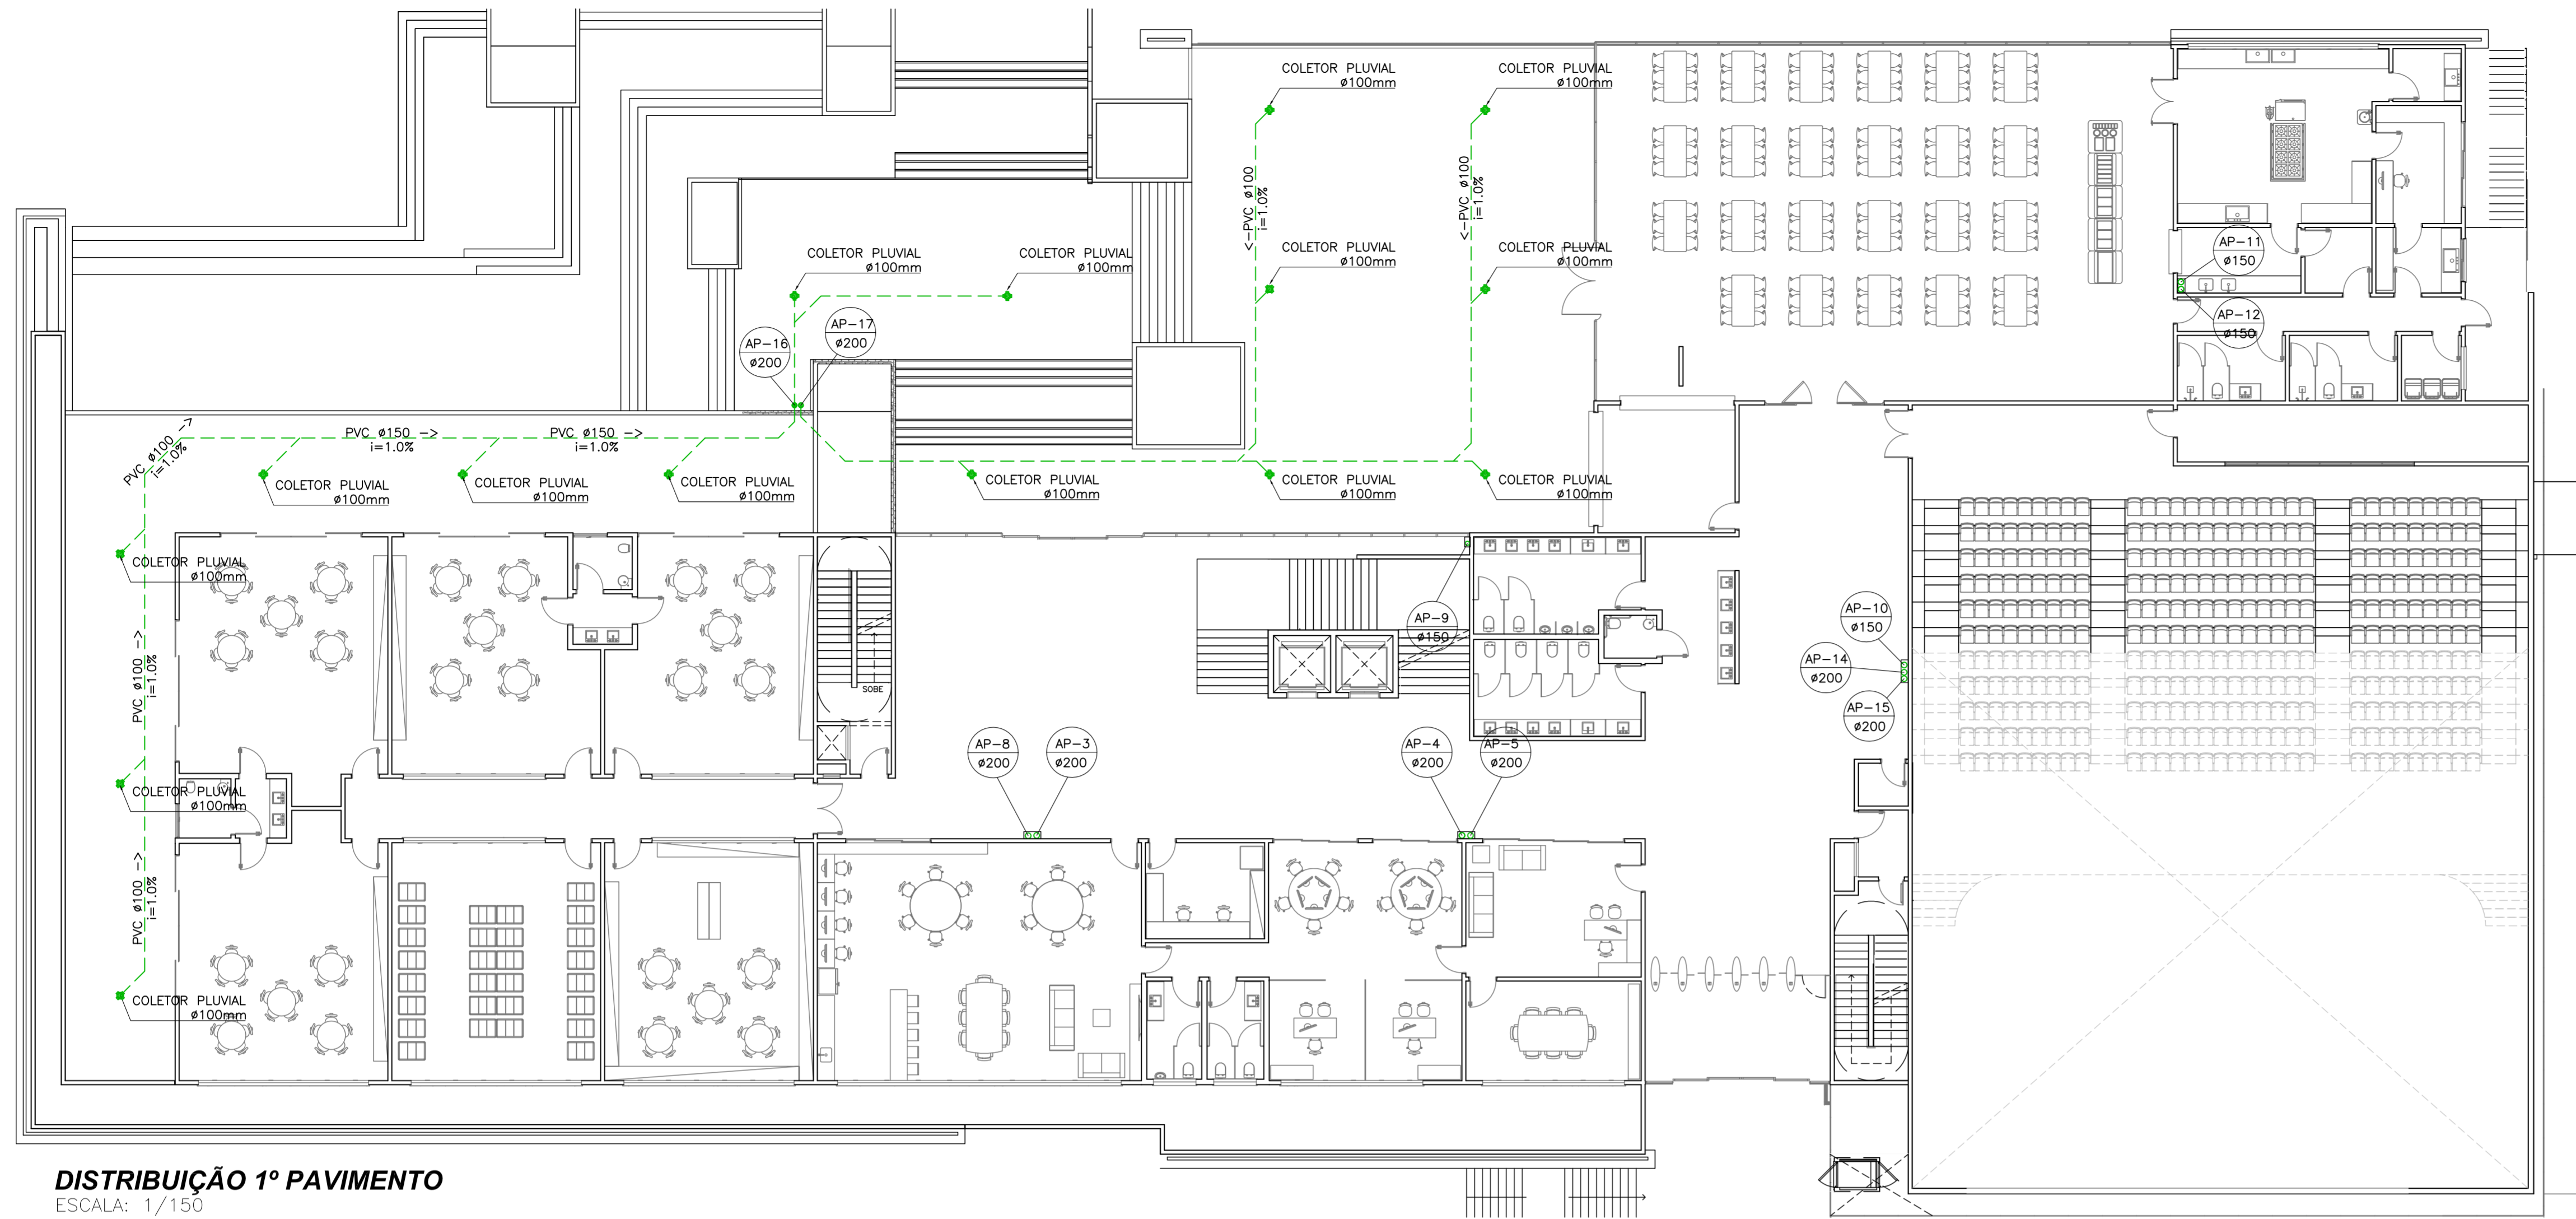 COLETOR PLUVIAL
ø100mm
COLETOR PLUVIAL
ø100mm
<-PVC ø100
i=1.0%
<-PVC ø100
i=1.0%
COLETOR PLUVIAL
ø100mm
COLETOR PLUVIAL
ø100mm
COLETOR PLUVIAL
ø100mm
COLETOR PLUVIAL
ø100mm
AP-11
ø150
AP-12
ø150
AP-17
ø200
AP-16
ø200
PVC ø100 ->
i=1.0%
PVC ø150 ->
i=1.0%
PVC ø150 ->
i=1.0%
COLETOR PLUVIAL
ø100mm
COLETOR PLUVIAL
ø100mm
COLETOR PLUVIAL
ø100mm
COLETOR PLUVIAL
ø100mm
COLETOR PLUVIAL
ø100mm
COLETOR PLUVIAL
ø100mm
COLETOR PLUVIAL
ø100mm
AP-9
ø150
AP-10
ø150
AP-14
ø200
AP-15
ø200
PVC ø100 ->
i=1.0%
SOBE
AP-8
ø200
AP-3
ø200
AP-4
ø200
AP-5
ø200
COLETOR PLUVIAL
ø100mm
PVC ø100 ->
i=1.0%
COLETOR PLUVIAL
ø100mm
DISTRIBUIÇÃO 1º PAVIMENTO
ESCALA: 1/150